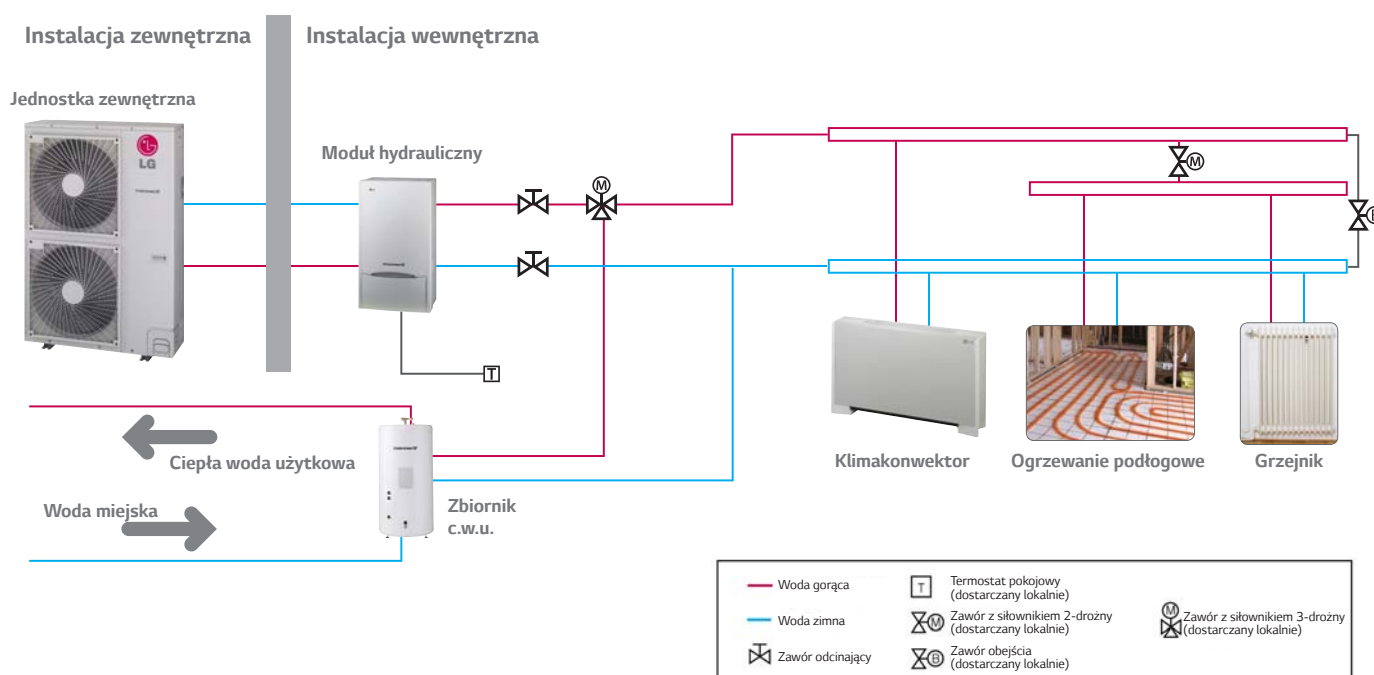 Instalacja zewnętrzna
Instalacja wewnętrzna
Jednostka zewnętrzna
LG
Moduł hydrauliczny
M
M
B
T
Ciepła woda użytkowa
Woda miejska
Zbiornik
c.w.u.
Klimakonwektor
Ogrzewanie podłogowe
Grzejnik
Woda gorąca
Woda zimna
Zawór odcinający
T
Termostat pokojowy
(dostarczany lokalnie)
M
Zawór z siłownikiem 2-drożny
(dostarczany lokalnie)
B
Zawór obejścia
(dostarczany lokalnie)
M
Zawór z siłownikiem 3-drożny
(dostarczany lokalnie)